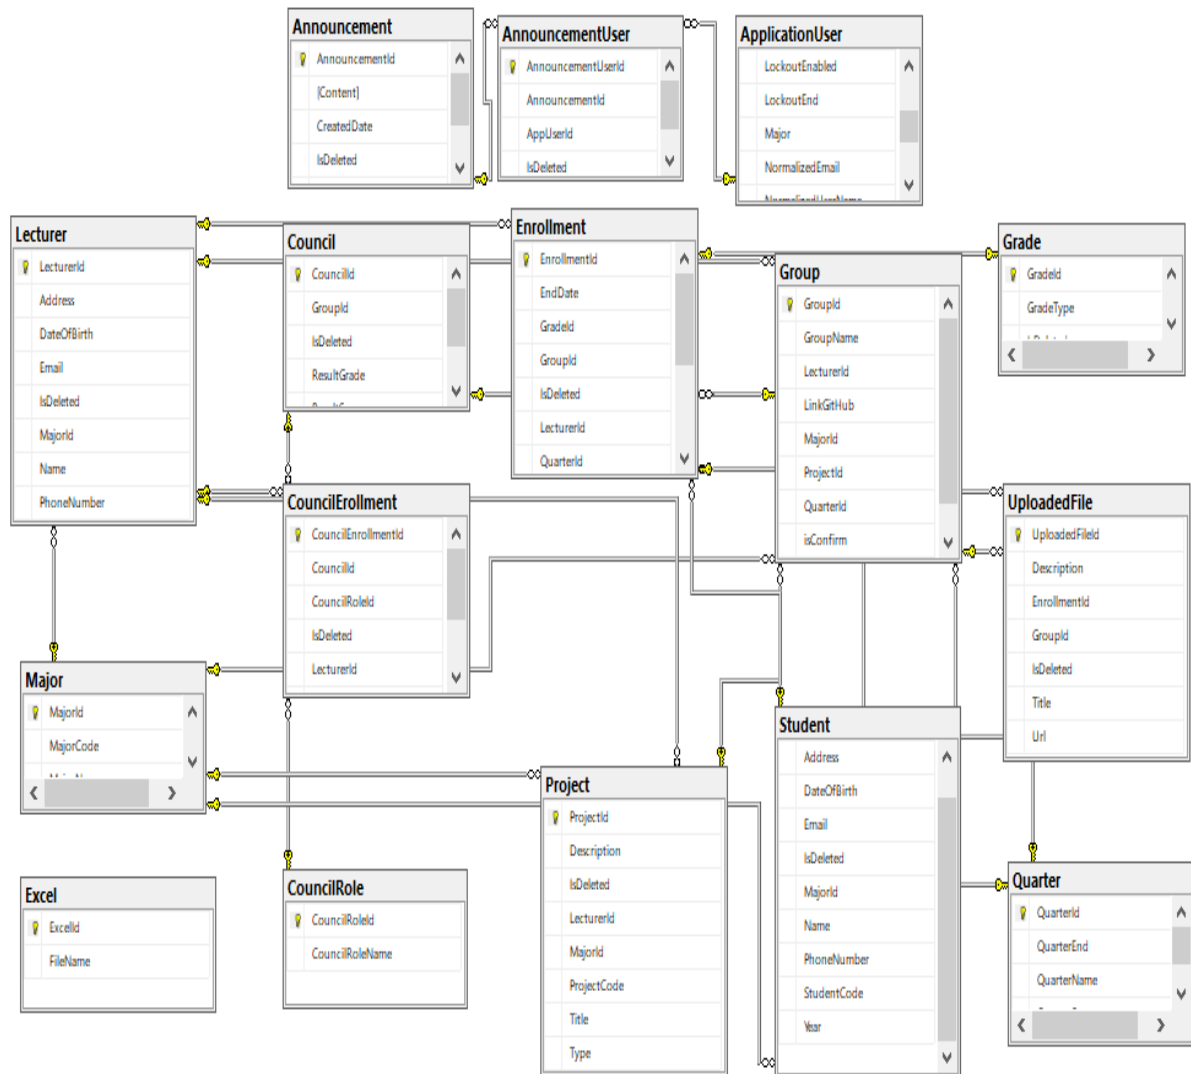 Announcement
AnnouncementId
[Content]
CreatedDate
IsDeleted
AnnouncementUser
AnnouncementUserId
AnnouncementId
AppUserId
IsDeleted
ApplicationUser
LockoutEnabled
LockoutEnd
Major
NormalizedEmail
NormalizedUserName
Lecturer
LecturerId
Address
DateOfBirth
Email
IsDeleted
MajorId
Name
PhoneNumber
Council
CouncilId
GroupId
IsDeleted
ResultGrade
Enrollment
EnrollmentId
EndDate
GradeId
GroupId
IsDeleted
LecturerId
QuarterId
Group
GroupId
GroupName
LecturerId
LinkGitHub
MajorId
ProjectId
QuarterId
isConfirm
Grade
GradeId
GradeType
CouncilErollment
CouncilEnrollmentId
CouncilId
CouncilRoleId
IsDeleted
LecturerId
UploadedFile
UploadedFileId
Description
EnrollmentId
GroupId
IsDeleted
Title
Url
Major
MajorId
MajorCode
Student
Address
DateOfBirth
Email
IsDeleted
MajorId
Name
PhoneNumber
StudentCode
Year
Project
ProjectId
Description
IsDeleted
LecturerId
MajorId
ProjectCode
Title
Type
Excel
ExcelId
FileName
CouncilRole
CouncilRoleId
CouncilRoleName
Quarter
QuarterId
QuarterEnd
QuarterName